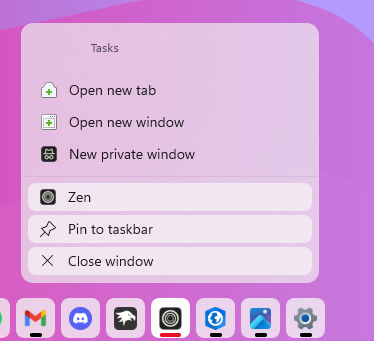 Tasks
Open new tab
Open new window
New private window
Zen
Pin to taskbar
Close window